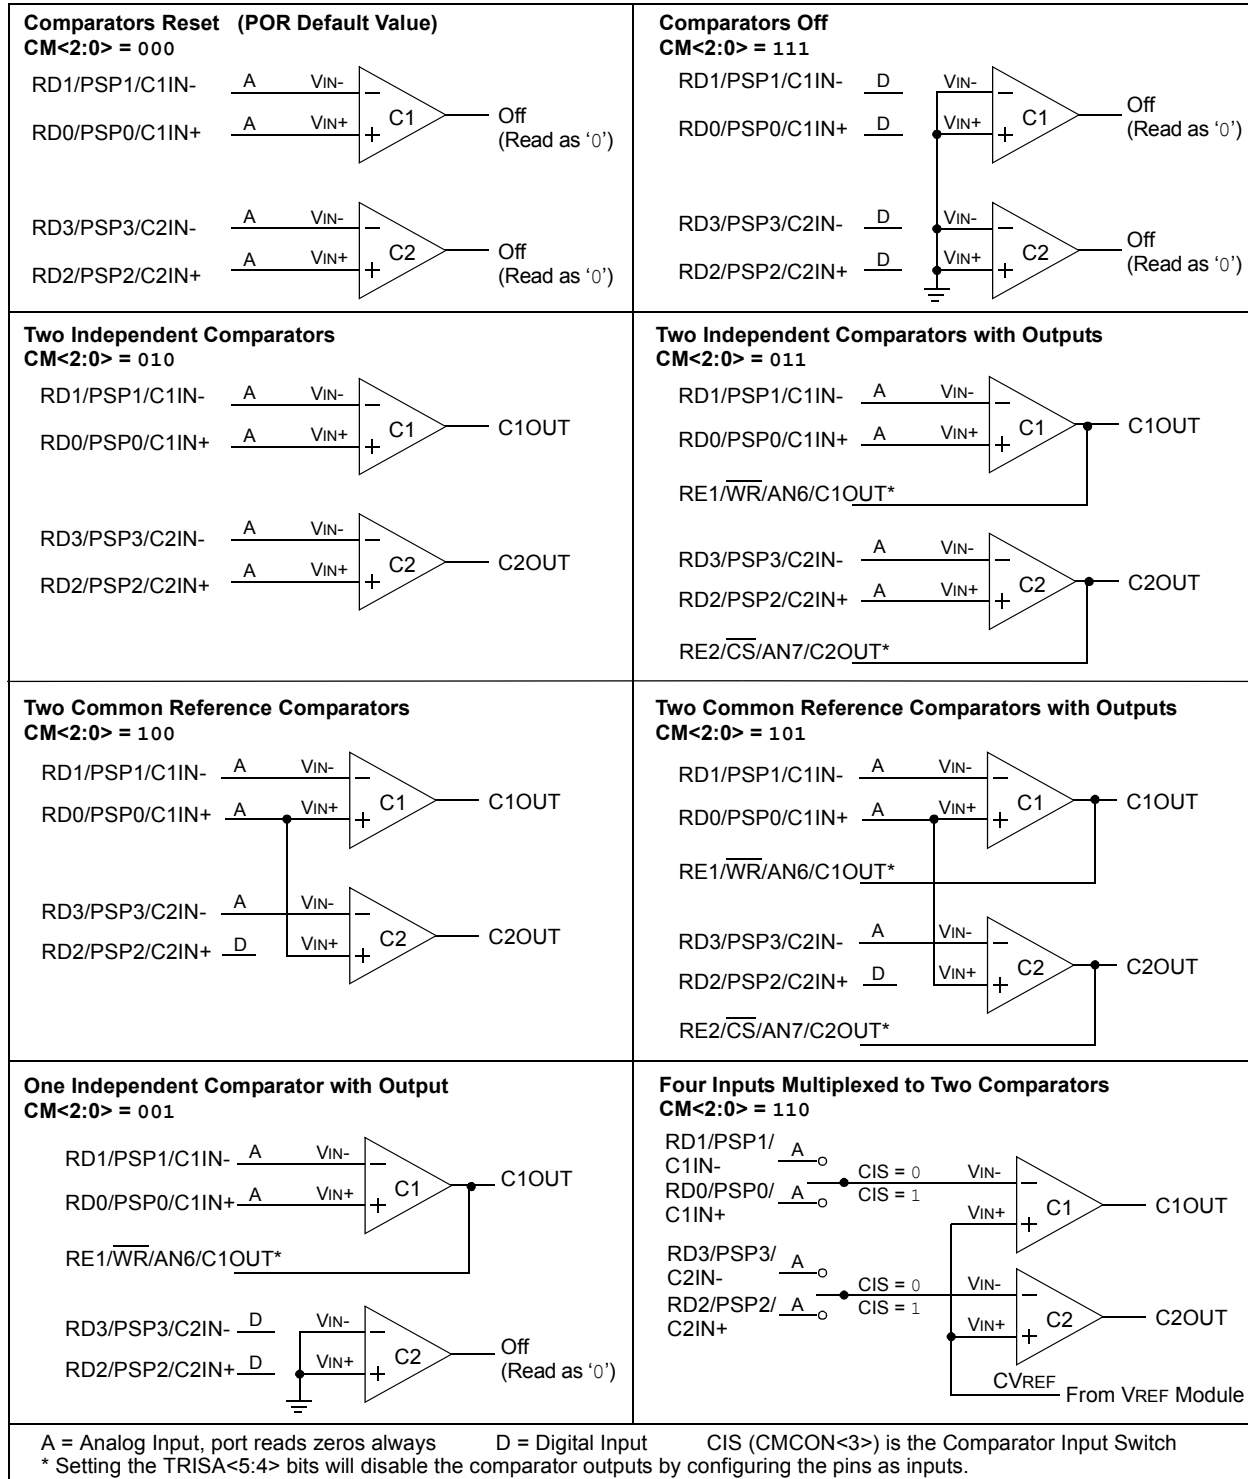 Comparators Reset (POR Default Value)
CM<2:0> = 000
RD1/PSP1/C1IN- A VIN-
RD0/PSP0/C1IN+ A VIN+
C1
Off
(Read as ‘0’)
RD3/PSP3/C2IN- A VIN-
RD2/PSP2/C2IN+ A VIN+
C2
Off
(Read as ‘0’)
Comparators Off
CM<2:0> = 111
RD1/PSP1/C1IN- D VIN-
RD0/PSP0/C1IN+ D VIN+
C1
Off
(Read as ‘0’)
RD3/PSP3/C2IN- D VIN-
RD2/PSP2/C2IN+ D VIN+
C2
Off
(Read as ‘0’)
Two Independent Comparators
CM<2:0> = 010
RD1/PSP1/C1IN- A VIN-
RD0/PSP0/C1IN+ A VIN+
C1 C1OUT
RD3/PSP3/C2IN- A VIN-
RD2/PSP2/C2IN+ A VIN+
C2 C2OUT
Two Independent Comparators with Outputs
CM<2:0> = 011
RD1/PSP1/C1IN- A VIN-
RD0/PSP0/C1IN+ A VIN+
C1 C1OUT
RE1/WR/AN6/C1OUT*
RD3/PSP3/C2IN- A VIN-
RD2/PSP2/C2IN+ A VIN+
C2 C2OUT
RE2/CS/AN7/C2OUT*
Two Common Reference Comparators
CM<2:0> = 100
RD1/PSP1/C1IN- A VIN-
RD0/PSP0/C1IN+ A VIN+
C1 C1OUT
RD3/PSP3/C2IN- A VIN-
RD2/PSP2/C2IN+ D VIN+
C2 C2OUT
Two Common Reference Comparators with Outputs
CM<2:0> = 101
RD1/PSP1/C1IN- A VIN-
RD0/PSP0/C1IN+ A VIN+
C1 C1OUT
RE1/WR/AN6/C1OUT*
RD3/PSP3/C2IN- A VIN-
RD2/PSP2/C2IN+ D VIN+
C2 C2OUT
RE2/CS/AN7/C2OUT*
One Independent Comparator with Output
CM<2:0> = 001
RD1/PSP1/C1IN- A VIN-
RD0/PSP0/C1IN+ A VIN+
C1 C1OUT
RE1/WR/AN6/C1OUT*
RD3/PSP3/C2IN- D VIN-
RD2/PSP2/C2IN+ D VIN+
C2
Off
(Read as ‘0’)
Four Inputs Multiplexed to Two Comparators
CM<2:0> = 110
RD1/PSP1/
C1IN- A
RD0/PSP0/
C1IN+ A
CIS = 0 VIN-
CIS = 1
VIN+
C1 C1OUT
RD3/PSP3/
C2IN- A
RD2/PSP2/
C2IN+ A
CIS = 0 VIN-
CIS = 1
VIN+
C2 C2OUT
CVREF
From VREF Module
A = Analog Input, port reads zeros always D = Digital Input CIS (CMCON<3>) is the Comparator Input Switch
* Setting the TRISA<5:4> bits will disable the comparator outputs by configuring the pins as inputs.